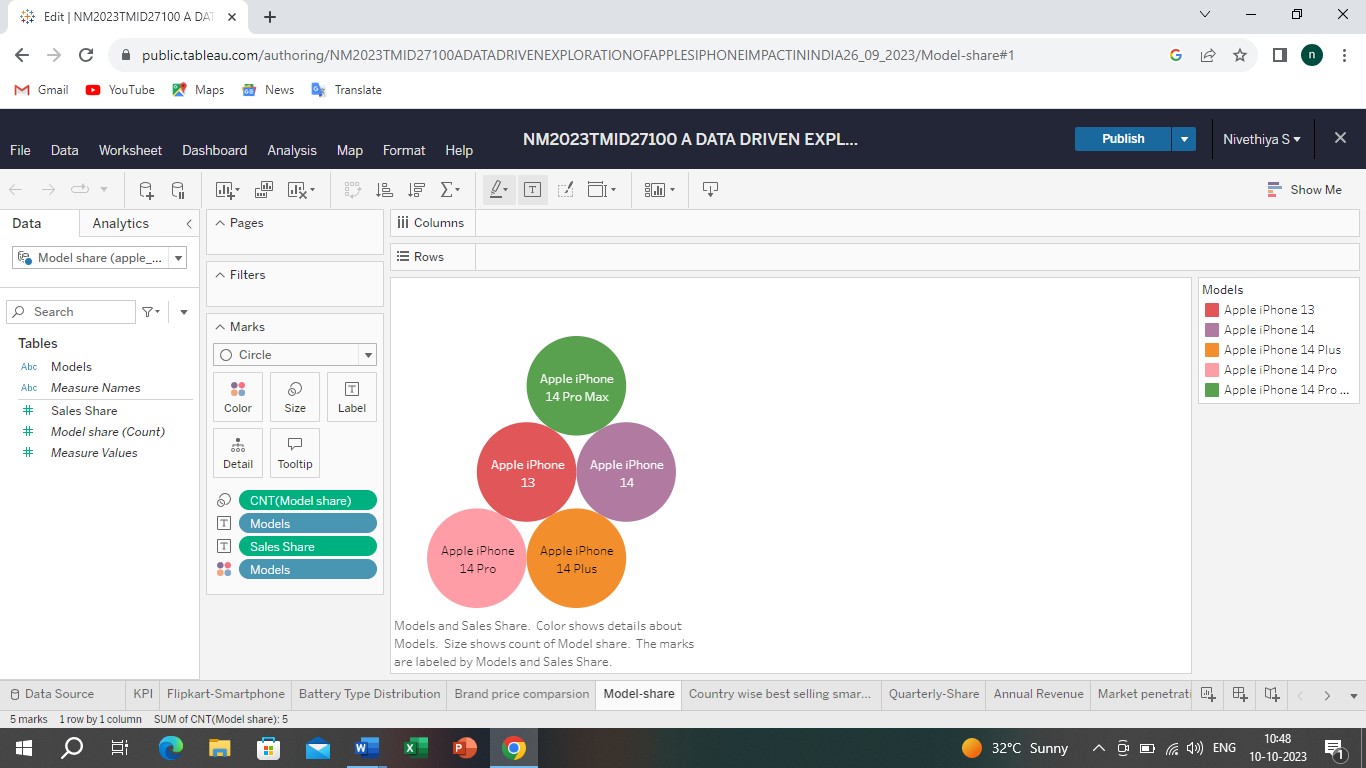 Edit | NM2023TMID27100 A DAT
public.tableau.com/authoring/NM2023TMID27100ADATADRIVENEXPLORATIONOFAPPLESIPHONEIMPACTININDIA26_09_2023/Model-share#1
n
Gmail YouTube Maps News Translate
NM2023TMID27100 A DATA DRIVEN EXPL...
Publish
Nivethiya S
File Data Worksheet Dashboard Analysis Map Format Help
Show Me
Data Analytics
Pages
Columns
Model share (apple_...
Rows
Filters
Search
Marks
Circle
Tables
Abc Models
Abc Measure Names
Sales Share
Model share (Count)
Measure Values
Color Size Label
Detail Tooltip
CNT(Model share)
Models
Sales Share
Models
Apple iPhone
14 Pro Max
Apple iPhone
13
Apple iPhone
14
Apple iPhone
14 Pro
Apple iPhone
14 Plus
Models and Sales Share. Color shows details about
Models. Size shows count of Model share. The marks
are labeled by Models and Sales Share.
Models
Apple iPhone 13
Apple iPhone 14
Apple iPhone 14 Plus
Apple iPhone 14 Pro
Apple iPhone 14 Pro ...
Data Source KPI Flipkart-Smartphone Battery Type Distribution Brand price comparsion Model-share Country wise best selling smar... Quarterly-Share Annual Revenue Market penetrati
5 marks 1 row by 1 column SUM of CNT(Model share): 5
32°C Sunny
ENG
10:48
10-10-2023
1